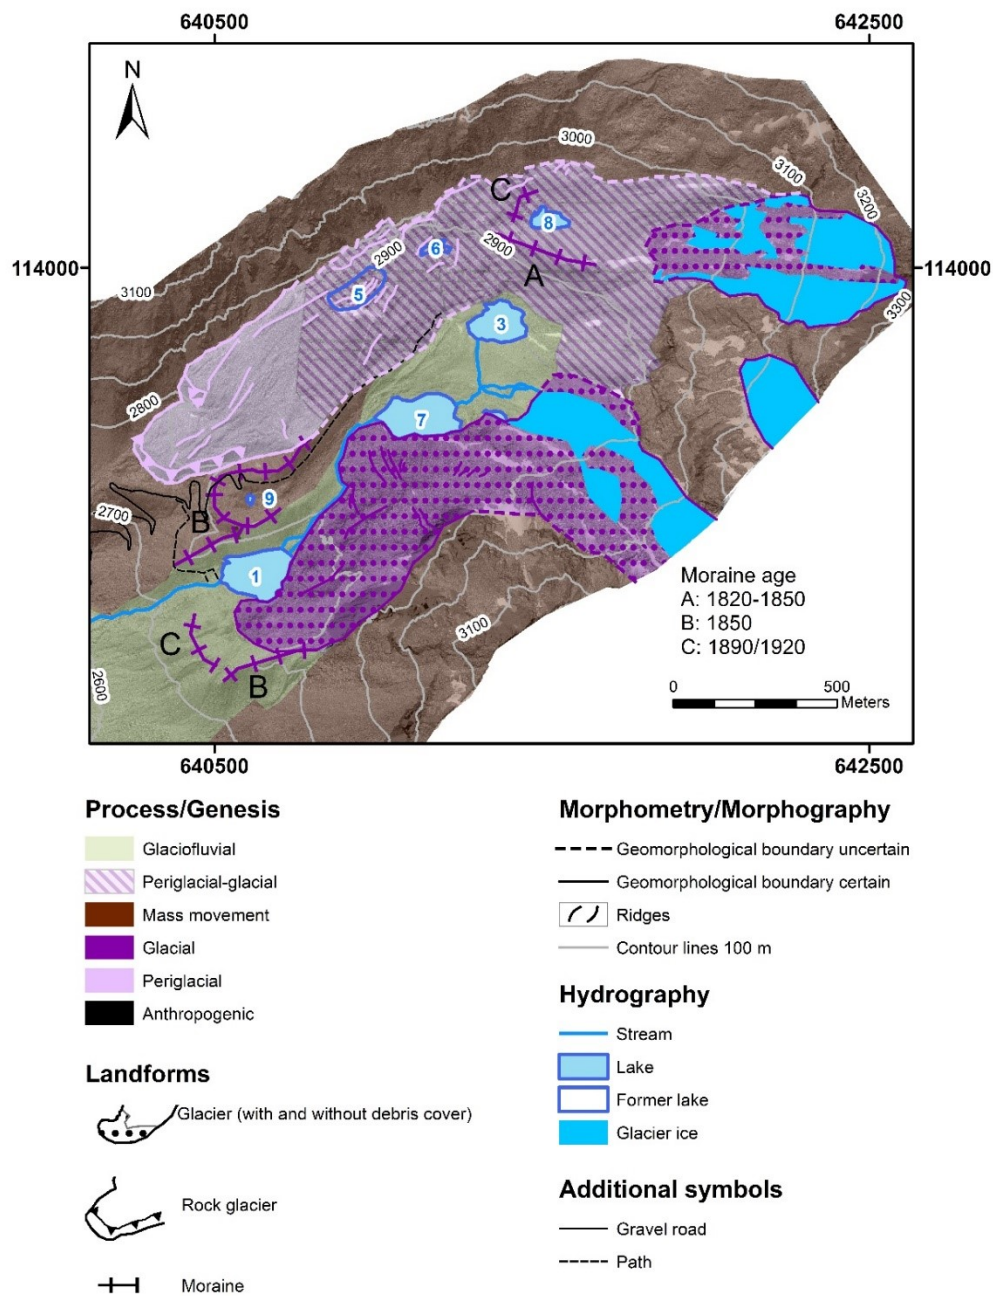 640500 642500
N
3000
3100
3200
C
8
2900
6
2900
A
114000 114000
5
3100
3300
3
2800
7
9
2700
B
1
Moraine age
A: 1820-1850
B: 1850
C: 1890/1920
3100
C
B
2600
0 500
Meters
640500 642500
Process/Genesis
Glaciofluvial
Periglacial-glacial
Mass movement
Glacial
Periglacial
Anthropogenic
Landforms
Glacier (with and without debris cover)
Rock glacier
Moraine
Morphometry/Morphography
Geomorphological boundary uncertain
Geomorphological boundary certain
Ridges
Contour lines 100 m
Hydrography
Stream
Lake
Former lake
Glacier ice
Additional symbols
Gravel road
Path